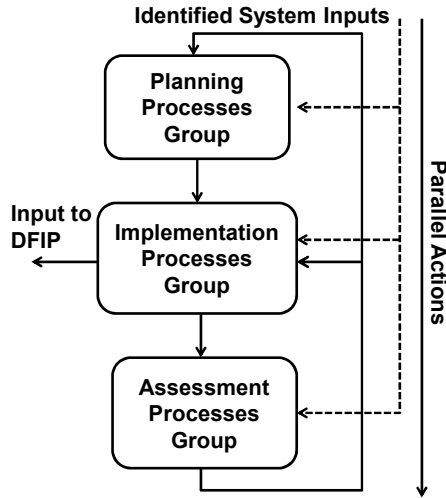 Identified System Inputs
Planning
Processes
Group
Input to
DFIP
Implementation
Processes
Group
Assessment
Processes
Group
Parallel Actions